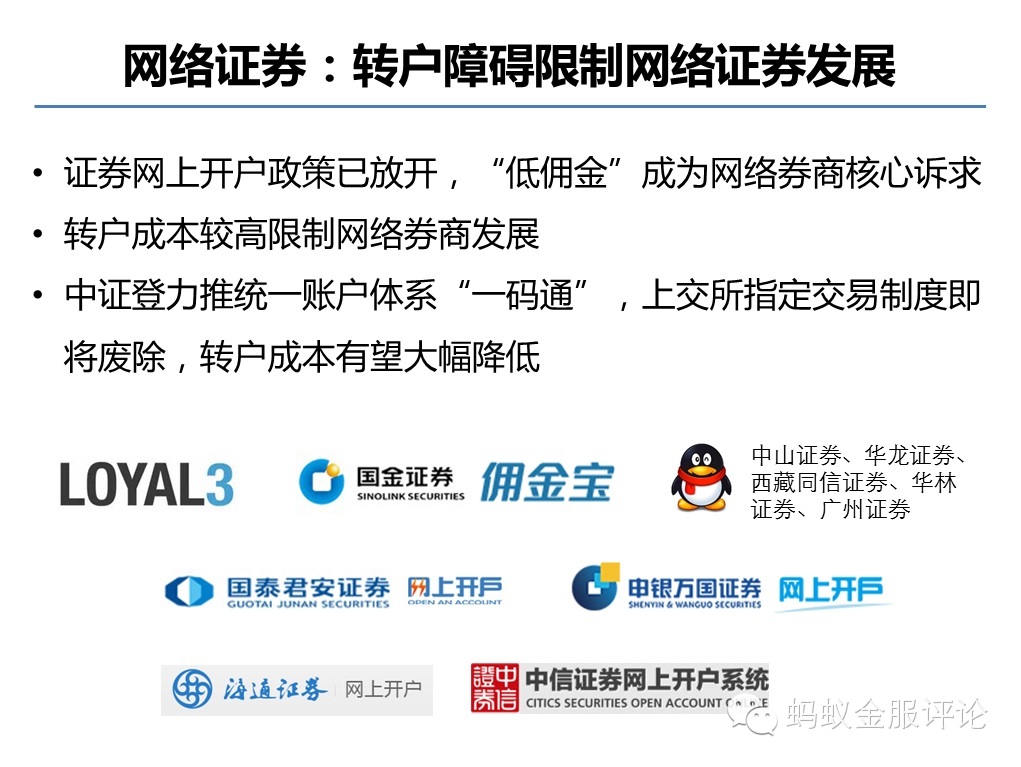 网络证券：转户障碍限制网络证券发展
• 证券网上开户政策已放开，“低佣金”成为网络券商核心诉求
• 转户成本较高限制网络券商发展
• 中证登力推统一账户体系“一码通”，上交所指定交易制度即
将废除，转户成本有望大幅降低
LOYAL3
国金证券
SINOLINK SECURITIES
佣金宝
中山证券、华龙证券、
西藏同信证券、华林
证券、广州证券
国泰君安证券
GUOTAI JUNAN SECURITIES
网上开戶
OPEN AN ACCOUNT
申银万国证券
SHENYIN & WANGUO SECURITIES
网上开戶
海通证券 网上开户
證中
券信
中信证券网上开户系统
CITICS SECURITIES OPEN ACCOUNT ONLINE
蚂蚁金服评论